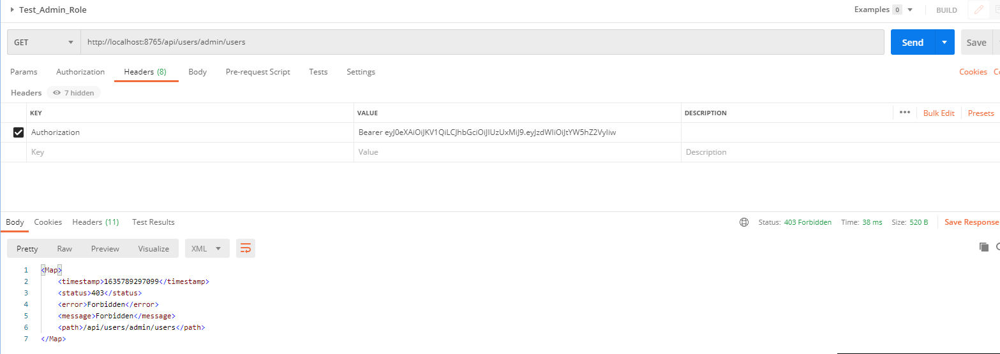 Test_Admin_Role Examples 0 BUILD
GET http://localhost:8765/api/users/admin/users Send Save
Params Authorization Headers (8) Body Pre-request Script Tests Settings Cookies
Headers 7 hidden
KEY VALUE DESCRIPTION ••• Bulk Edit Presets
Authorization Bearer eyJ0eXAiOiJKV1QiLCJhbGciOiJIUzUxMiJ9.eyJzdWIiOiJtYW5hZ2VyIiw
Key Value Description
Body Cookies Headers (11) Test Results Status: 403 Forbidden Time: 38 ms Size: 520 B Save Response
Pretty Raw Preview Visualize XML
1 <Map>
2 <timestamp>1635789297099</timestamp>
3 <status>403</status>
4 <error>Forbidden</error>
5 <message>Forbidden</message>
6 <path>/api/users/admin/users</path>
7 </Map>